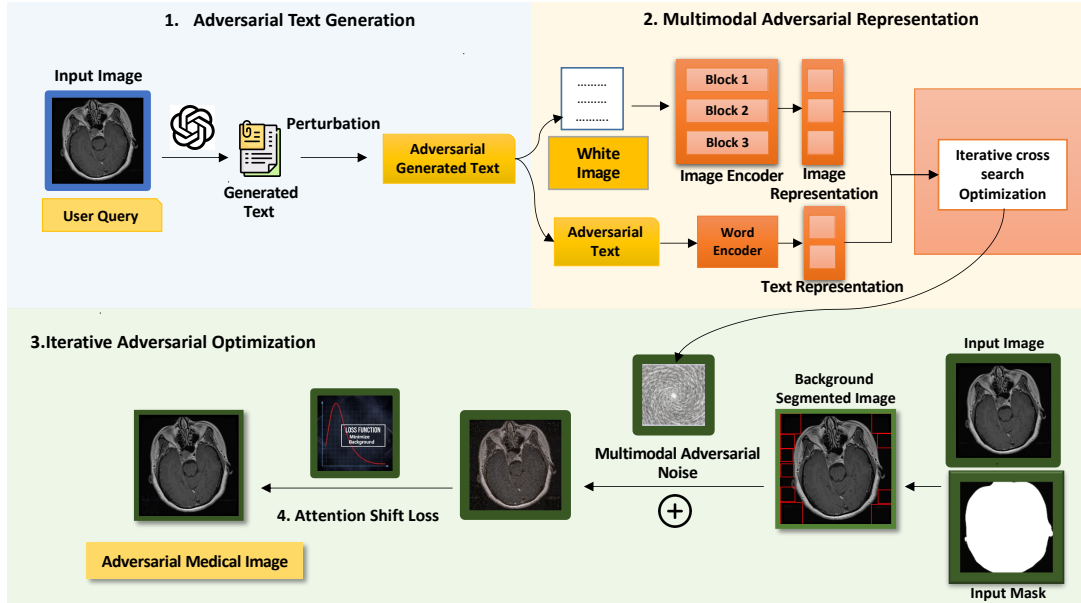 1. Adversarial Text Generation
Input Image
User Query
Generated
Text
Perturbation
Adversarial
Generated Text
2. Multimodal Adversarial Representation
.........
.........
..........
White
Image
Block 1
Block 2
Block 3
Image Encoder
Image
Representation
Adversarial
Text
Word
Encoder
Text Representation
Iterative cross
search
Optimization
3.Iterative Adversarial Optimization
Input Image
Input Mask
Background
Segmented Image
Multimodal Adversarial
Noise
LOSS FUNCTION
Minimize
Background
4. Attention Shift Loss
Adversarial Medical Image